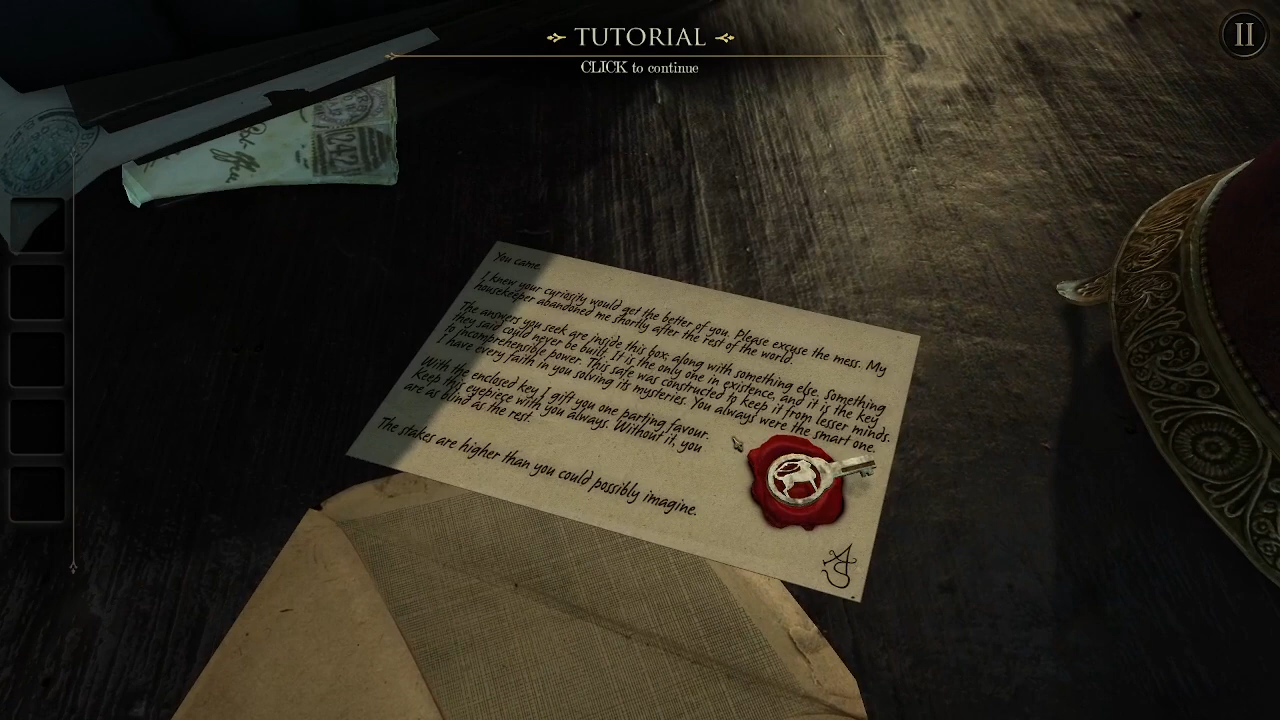 TUTORIAL
CLICK to continue
You came.
I knew your curiosity would get the better of you. Please excuse the mess. My
housekeeper abandoned me shortly after the rest of the world.
The answers you seek are inside this box; along with something else. Something
they said could never be built. It is the only one in existence, and it is the key
to incomprehensible power. This safe was constructed to keep it from lesser minds.
I have every faith in you solving its mysteries. You always were the smart one.
With the enclosed key I gift you one parting favour.
Keep this eyepiece with you always. Without it, you
are as blind as the rest.
The stakes are higher than you could possibly imagine.